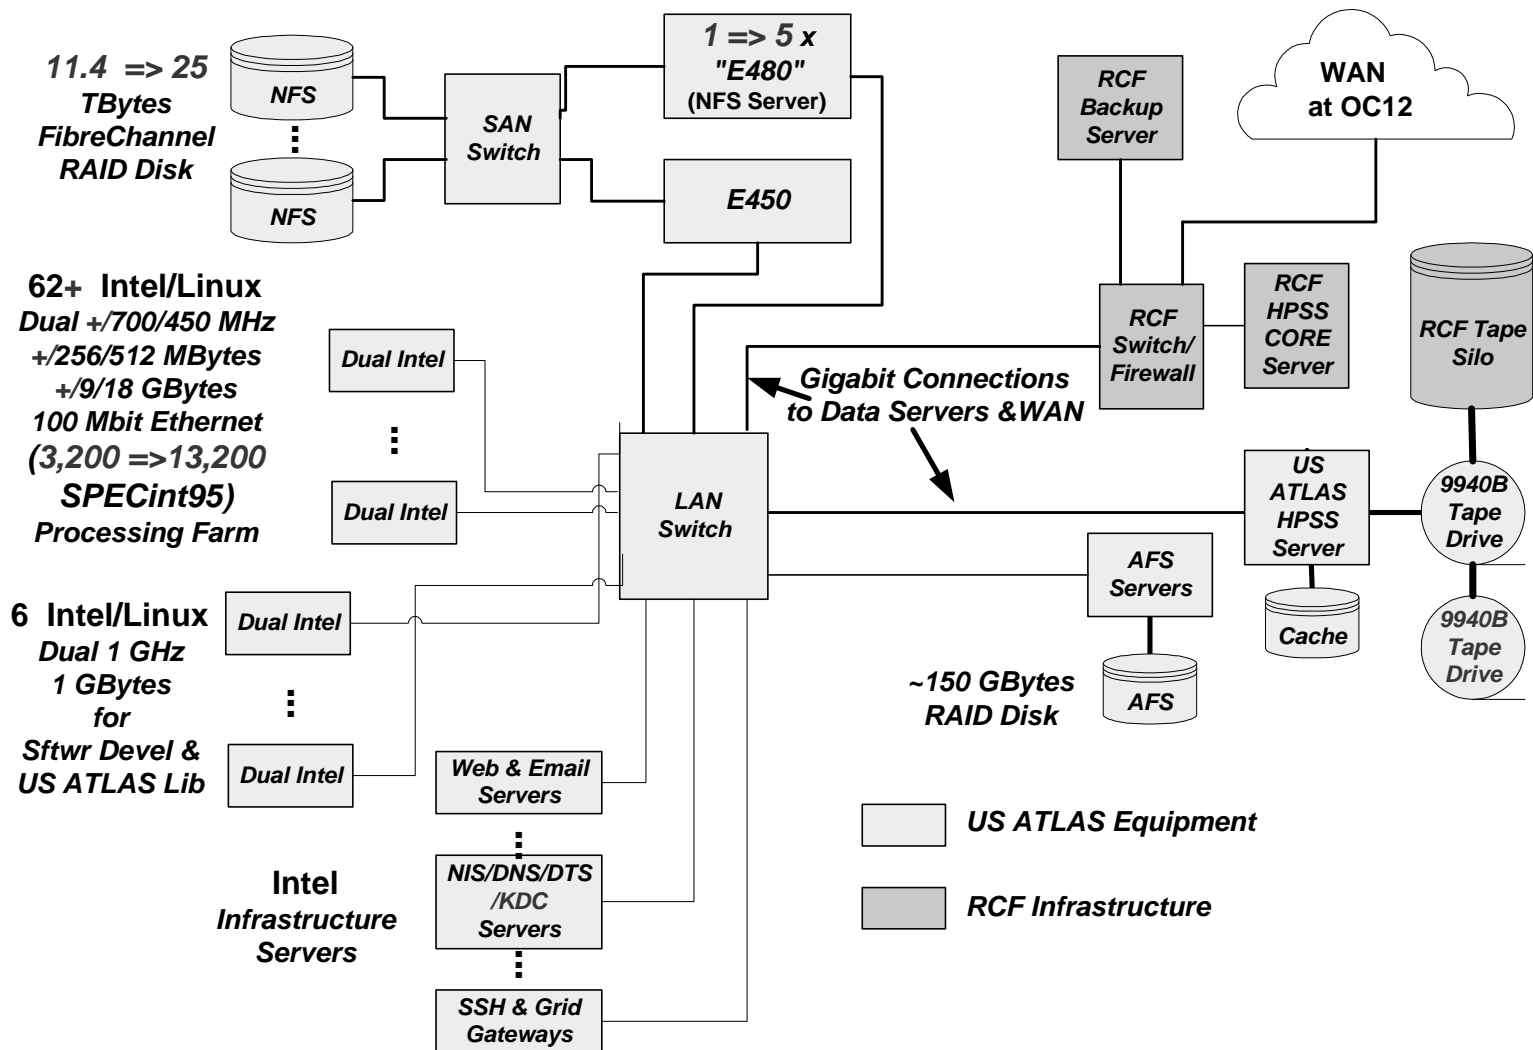 11.4 => 25
TBytes
FibreChannel
RAID Disk
NFS
NFS
SAN
Switch
1 => 5 x
"E480"
(NFS Server)
E450
RCF
Backup
Server
WAN
at OC12
RCF
Switch/
Firewall
RCF
HPSS
CORE
Server
RCF Tape
Silo
62+ Intel/Linux
Dual +/700/450 MHz
+/256/512 MBytes
+/9/18 GBytes
100 Mbit Ethernet
(3,200 =>13,200
SPECint95)
Processing Farm
Dual Intel
Dual Intel
Gigabit Connections
to Data Servers &WAN
LAN
Switch
US
ATLAS
HPSS
Server
9940B
Tape
Drive
Cache
9940B
Tape
Drive
AFS
Servers
AFS
~150 GBytes
RAID Disk
6 Intel/Linux
Dual 1 GHz
1 GBytes
for
Sftwr Devel &
US ATLAS Lib
Dual Intel
Dual Intel
Web & Email
Servers
Intel
Infrastructure
Servers
NIS/DNS/DTS
/KDC
Servers
SSH & Grid
Gateways
US ATLAS Equipment
RCF Infrastructure